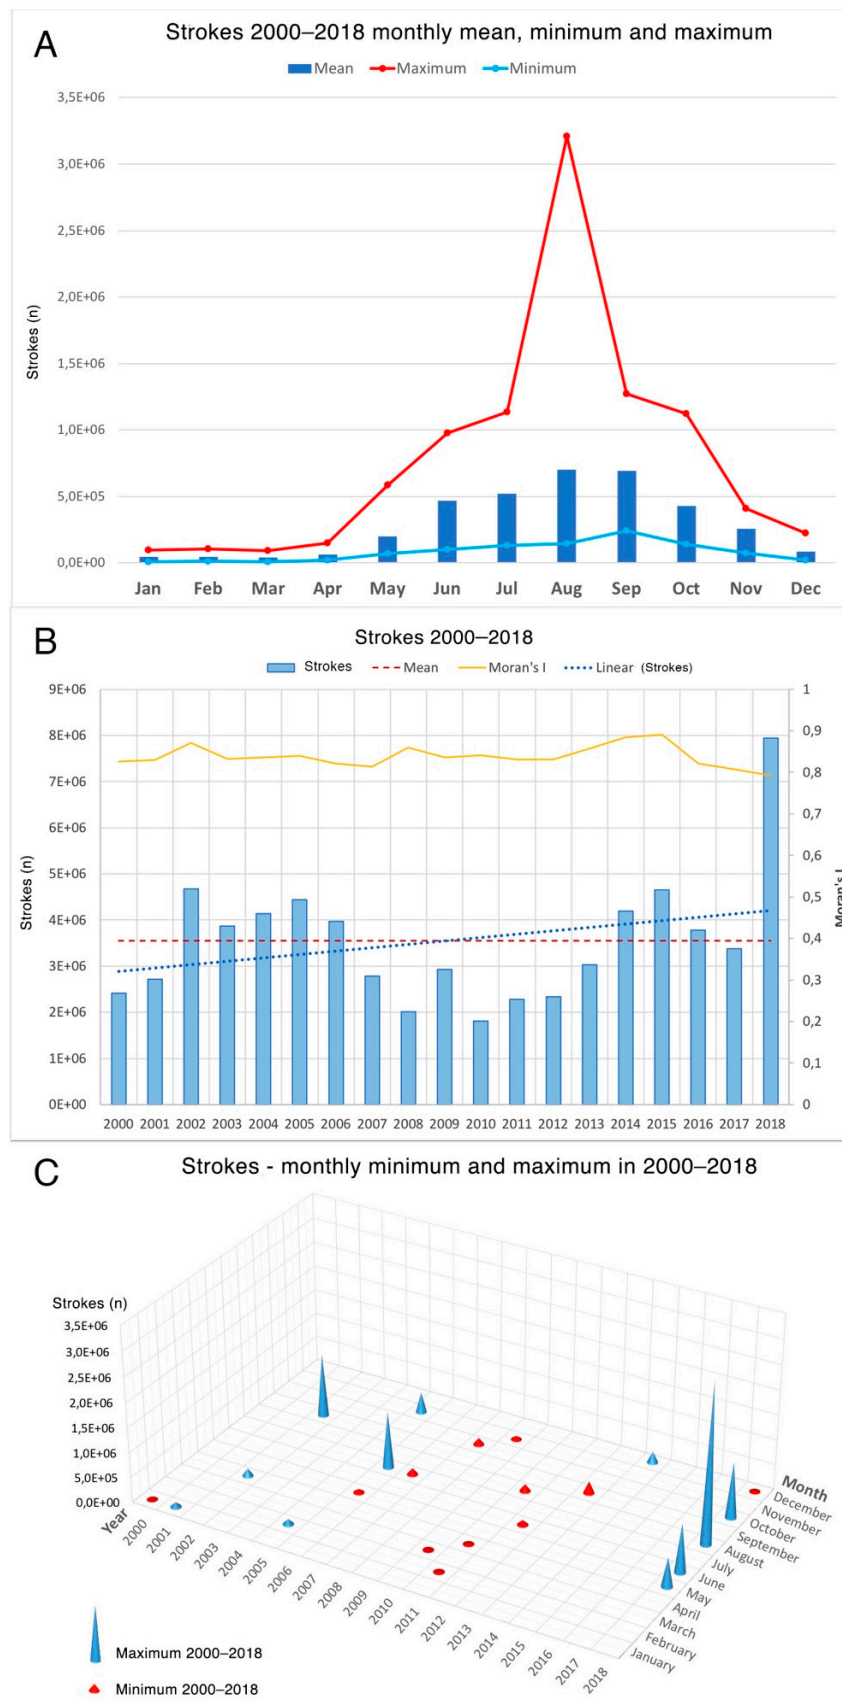 A
Strokes 2000–2018 monthly mean, minimum and maximum
Mean Maximum Minimum
3,5E+06
3,0E+06
2,5E+06
2,0E+06
1,5E+06
1,0E+06
5,0E+05
0,0E+00
Strokes (n)
Jan Feb Mar Apr May Jun Jul Aug Sep Oct Nov Dec
B
Strokes 2000–2018
Strokes Mean Moran's I Linear (Strokes)
9E+06 1
8E+06 0,9
7E+06 0,8
6E+06 0,7
5E+06 0,6
4E+06 0,5
3E+06 0,4
2E+06 0,3
1E+06 0,2
0E+00 0,1
0
Strokes (n)
Moran's I
2000 2001 2002 2003 2004 2005 2006 2007 2008 2009 2010 2011 2012 2013 2014 2015 2016 2017 2018
C
Strokes - monthly minimum and maximum in 2000–2018
Strokes (n)
3,5E+06
3,0E+06
2,5E+06
2,0E+06
1,5E+06
1,0E+06
5,0E+05
0,0E+00
Year
2000
2001
2002
2003
2004
2005
2006
2007
2008
2009
2010
2011
2012
2013
2014
2015
2016
2017
2018
Month
December
November
October
September
August
July
June
May
April
March
February
January
Maximum 2000–2018
Minimum 2000–2018